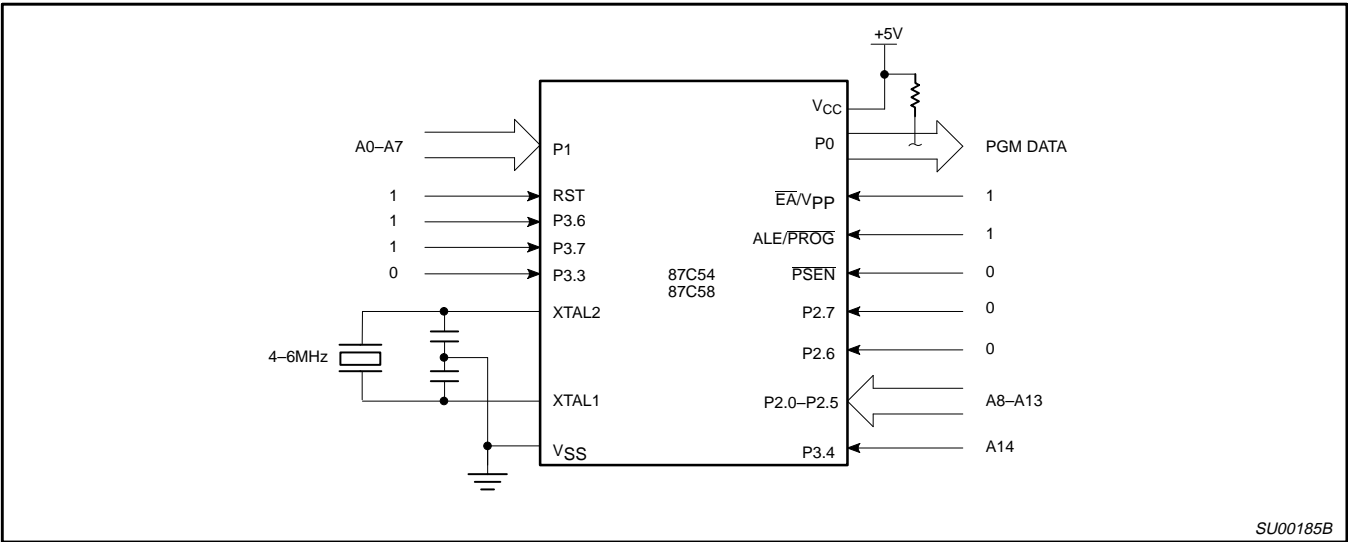 +5V
A0–A7
P1
VCC
P0
PGM DATA
1
RST
EA/VPP
1
1
P3.6
ALE/PROG
1
1
P3.7
0
P3.3
87C54
87C58
PSEN
0
XTAL2
P2.7
0
4–6MHz
P2.6
0
XTAL1
P2.0–P2.5
A8–A13
VSS
P3.4
A14
SU00185B